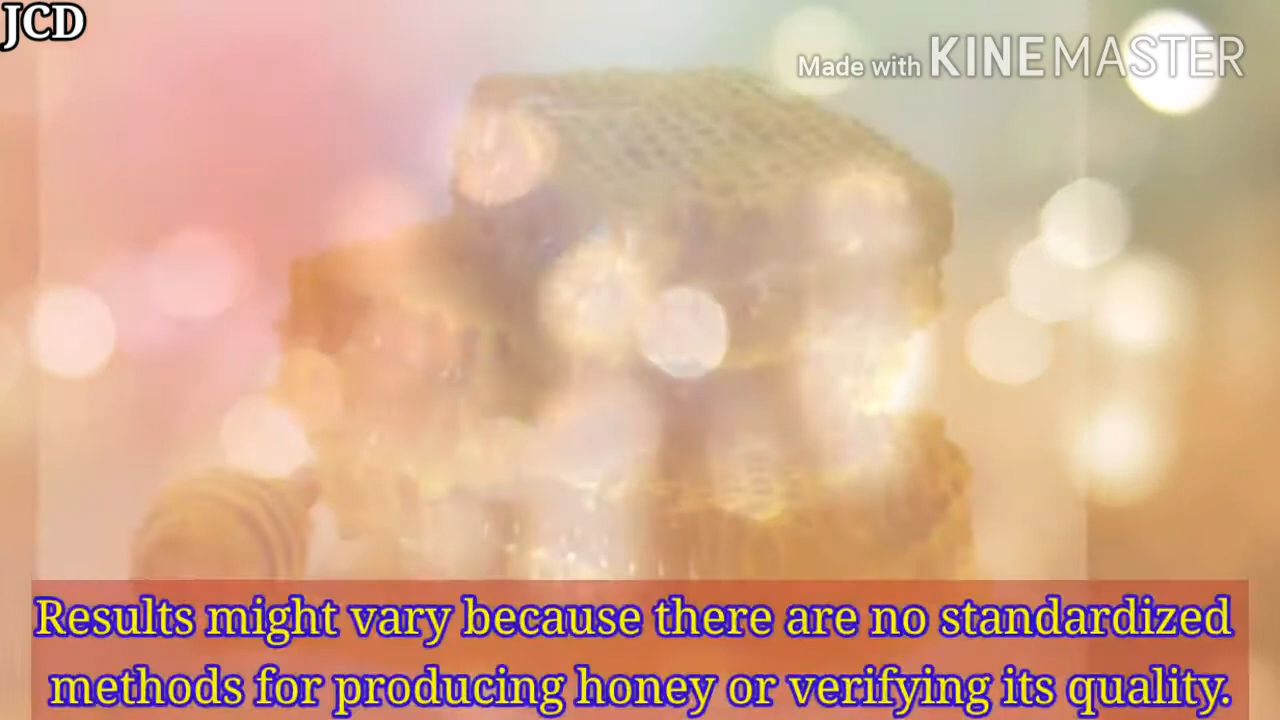 JCD
Made with KINEMASTER
Results might vary because there are no standardized
methods for producing honey or verifying its quality.